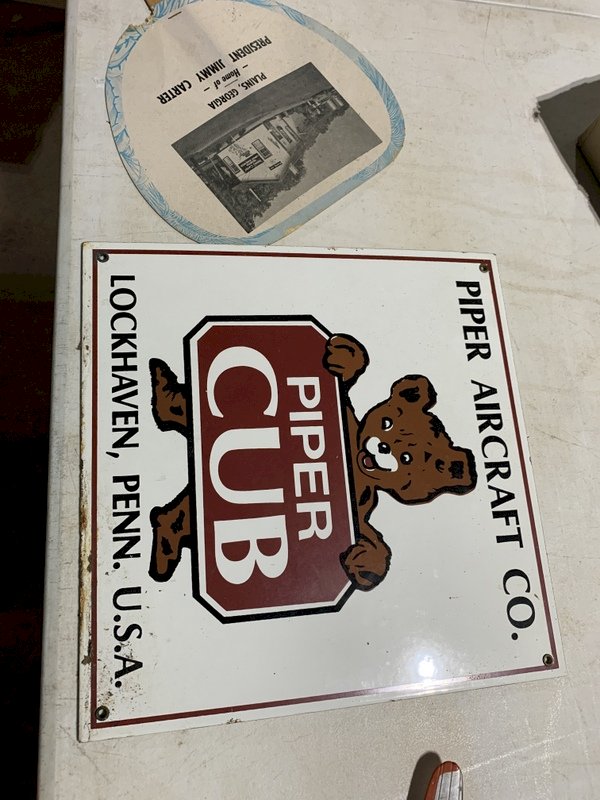 PRESIDENT JIMMY CARTER
- Home of -
PLAINS, GEORGIA
PIPER AIRCRAFT CO.
PIPER
CUB
LOCKHAVEN, PENN. U.S.A.